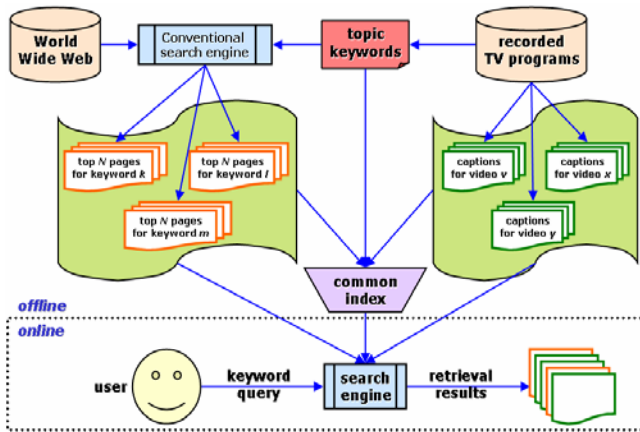 World
Wide Web
Conventional
search engine
topic
keywords
recorded
TV programs
top N pages
for keyword k
top N pages
for keyword l
top N pages
for keyword m
captions
for video v
captions
for video x
captions
for video y
common
index
offline
online
user
keyword
query
search
engine
retrieval
results